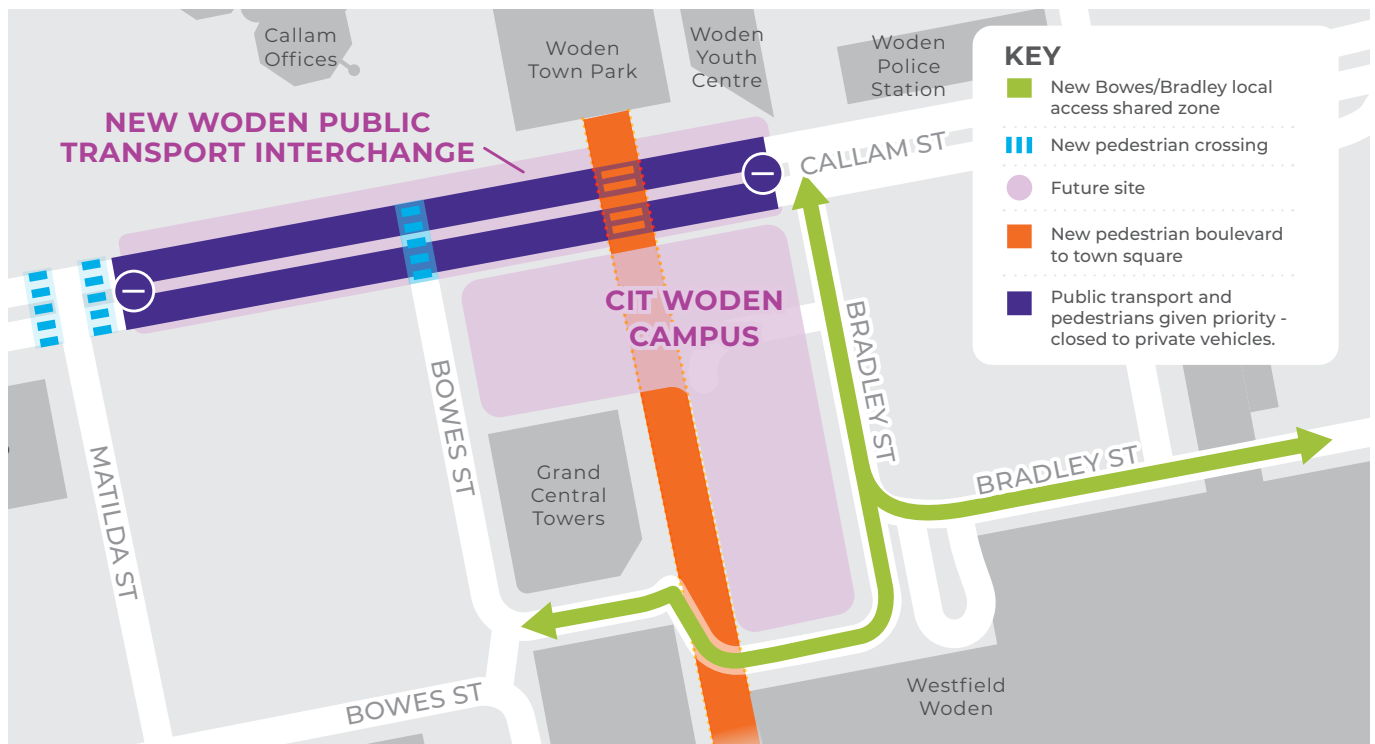 Callam
Offices
Woden
Town Park
Woden
Youth
Centre
Woden
Police
Station
NEW WODEN PUBLIC
TRANSPORT INTERCHANGE
CALLAM ST
KEY
New Bowes/Bradley local
access shared zone
New pedestrian crossing
Future site
New pedestrian boulevard
to town square
Public transport and
pedestrians given priority -
closed to private vehicles.
CIT WODEN
CAMPUS
BRADLEY ST
BOWES ST
MATILDA ST
Grand
Central
Towers
BRADLEY ST
BOWES ST
Westfield
Woden